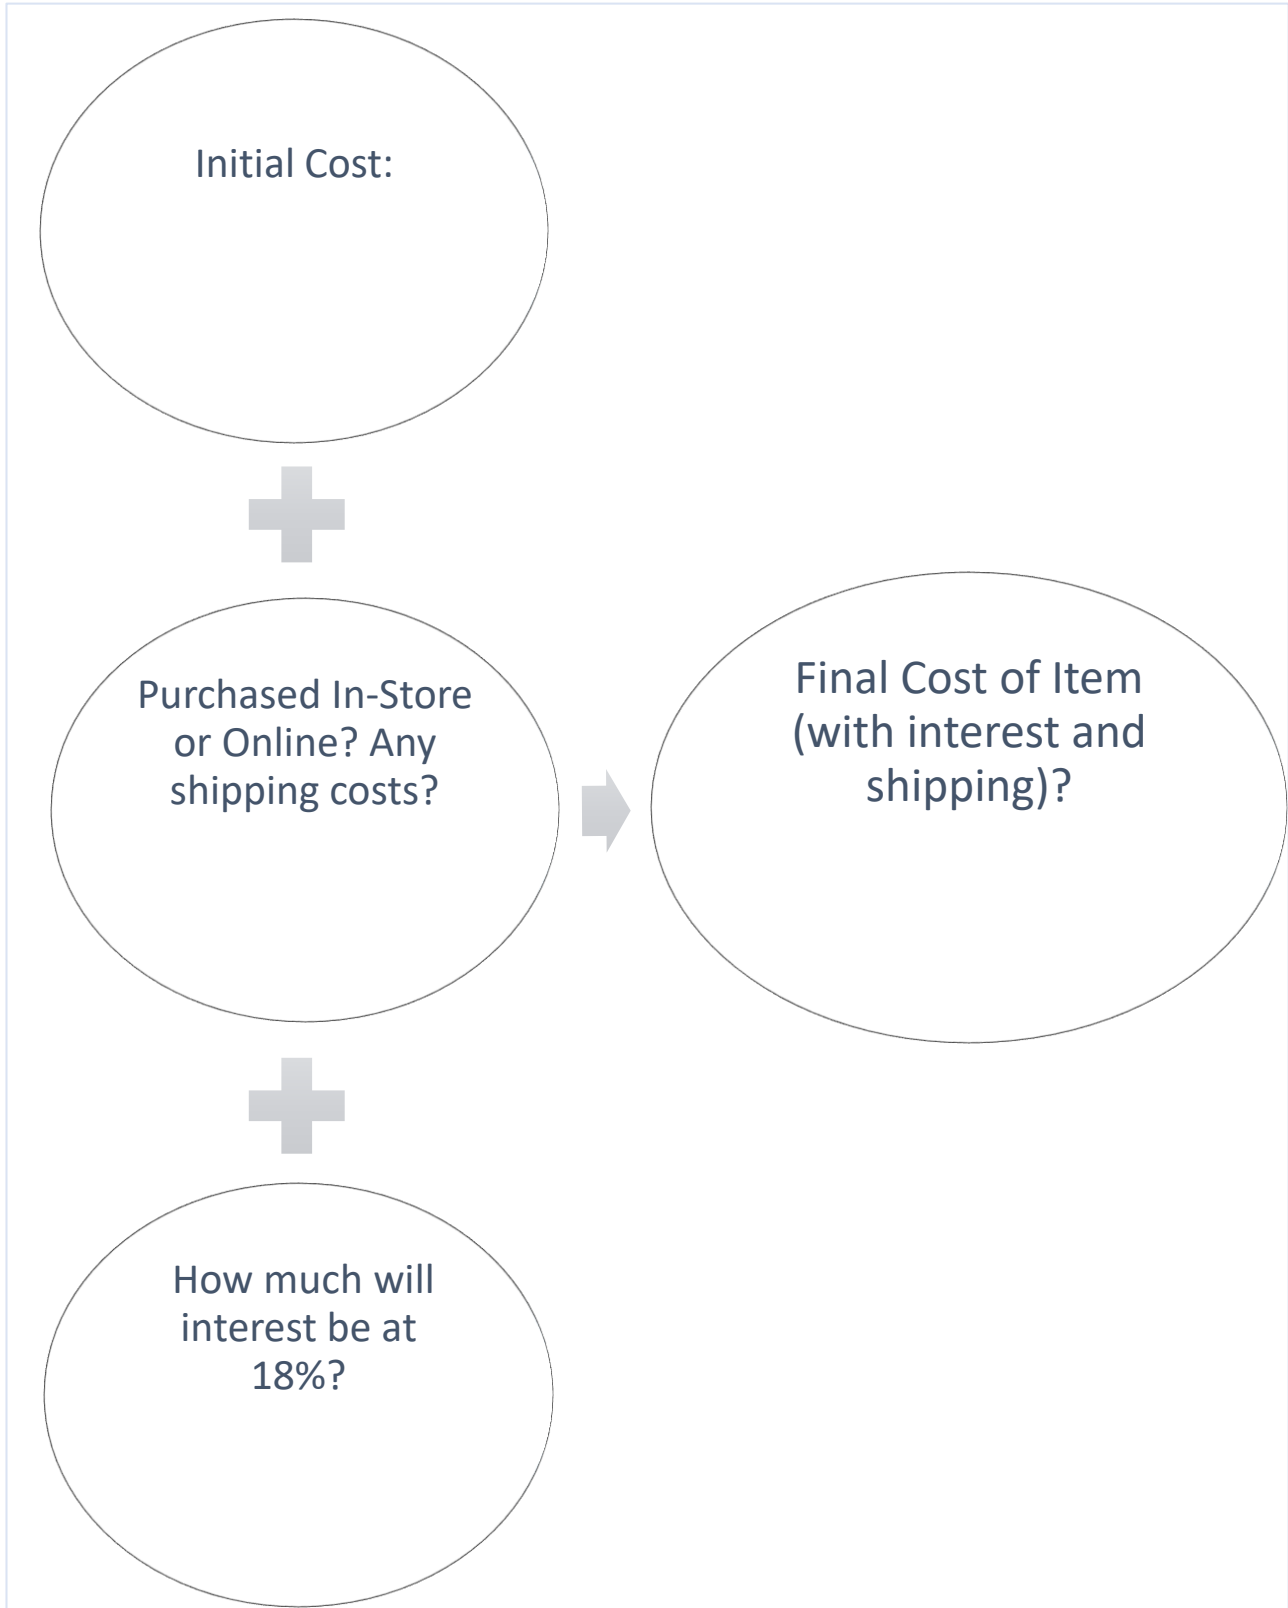 Initial Cost:
Purchased In-Store
or Online? Any
shipping costs?
Final Cost of Item
(with interest and
shipping)?
How much will
interest be at
18%?